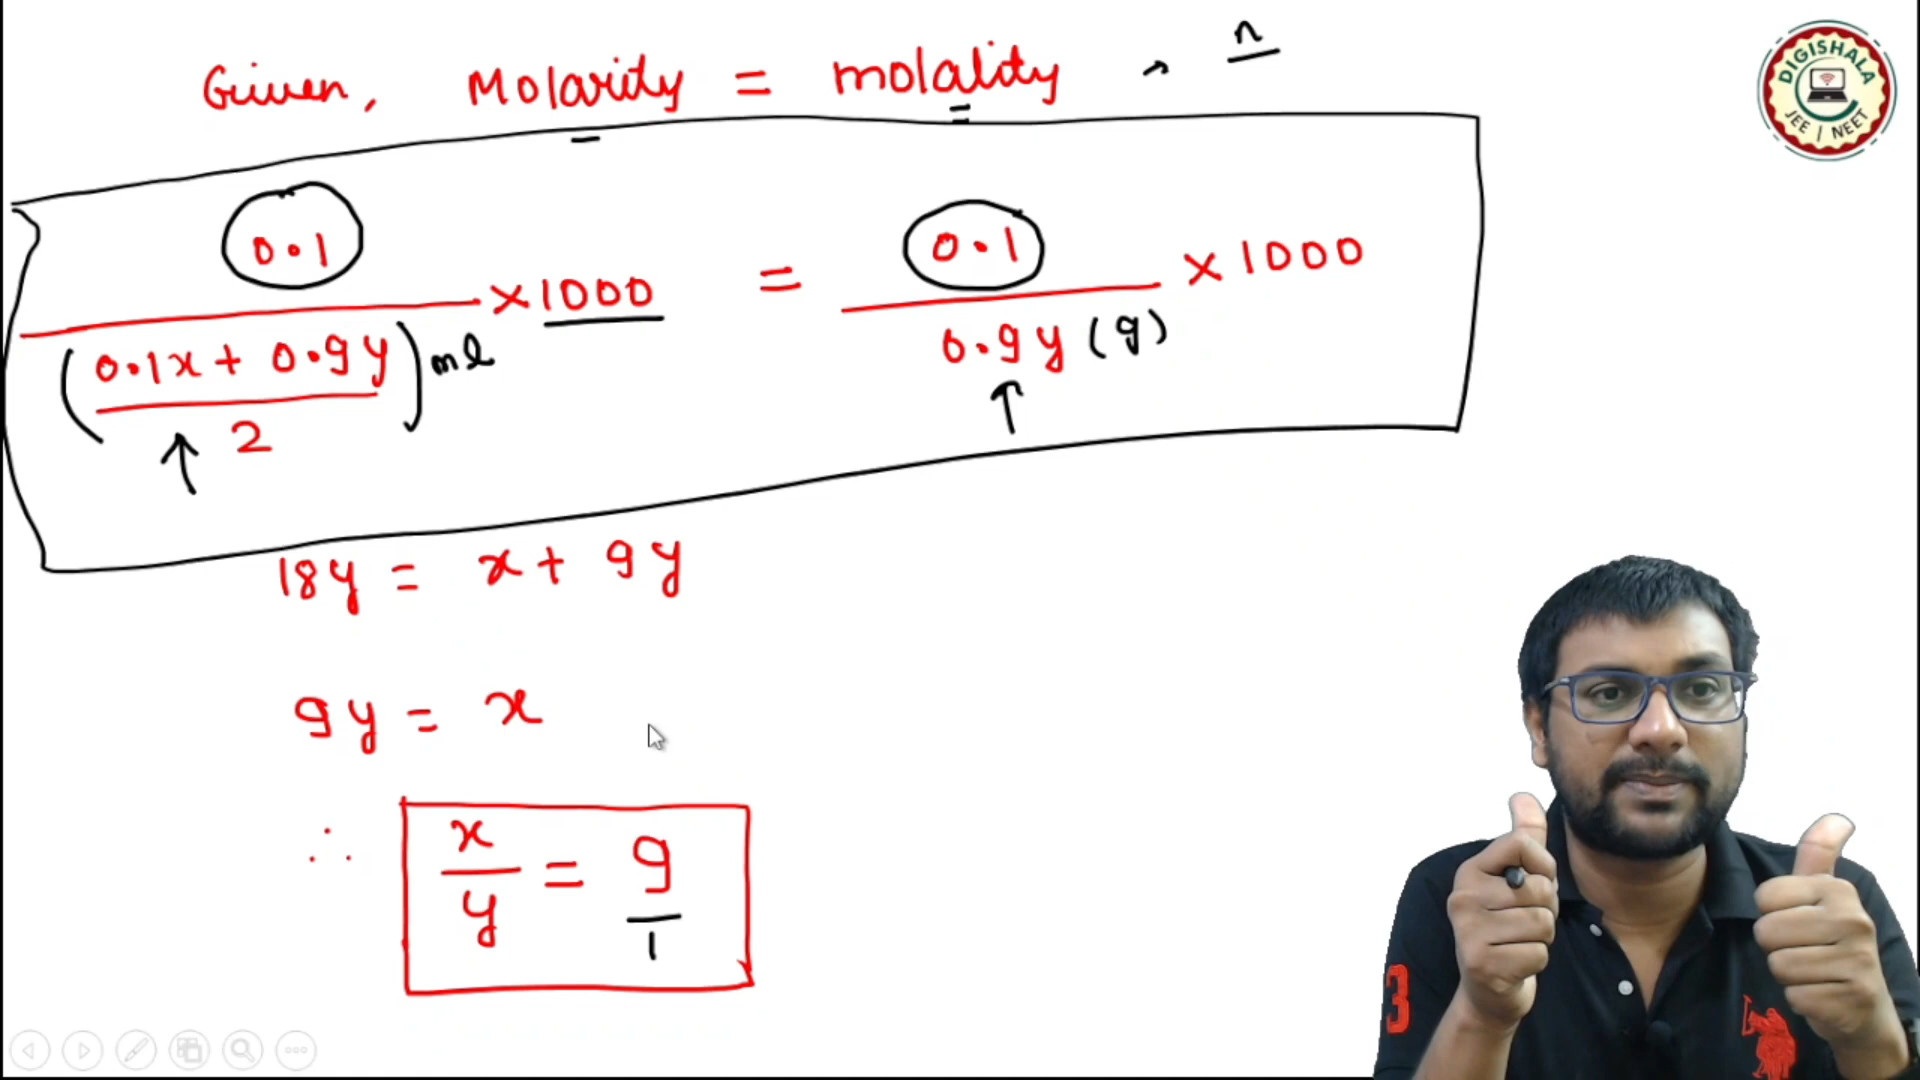 Given, Molarity = molality, n
0.1 / ((0.1x + 0.9y) / 2) ml × 1000 = 0.1 / 0.9y (g) × 1000
18y = x + 9y
9y = x
∴ x/y = 9/1
DIGISHALA
JEE | NEET
3